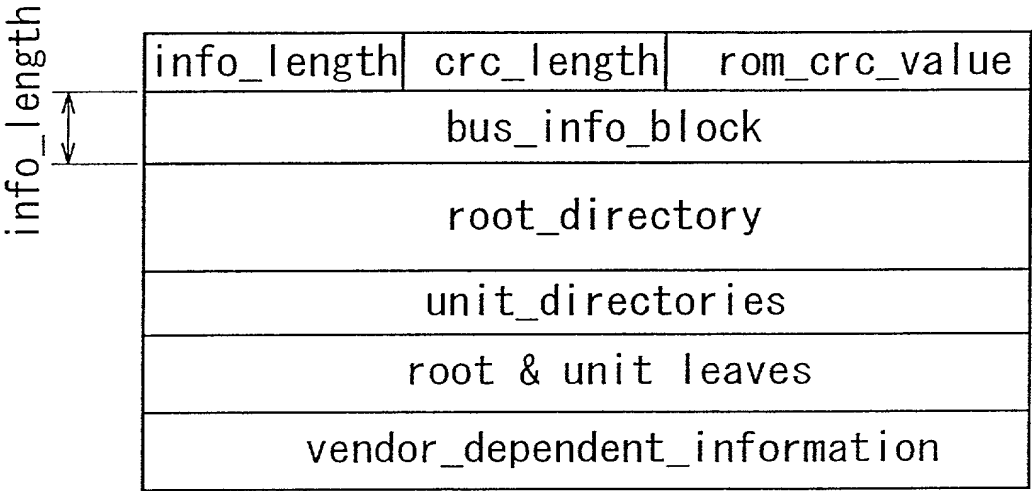 info_length
info_length crc_length rom_crc_value
bus_info_block
root_directory
unit_directories
root & unit leaves
vendor_dependent_information